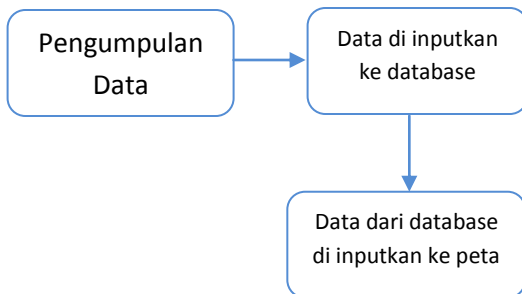 Pengumpulan
Data
Data di inputkan
ke database
Data dari database
di inputkan ke peta